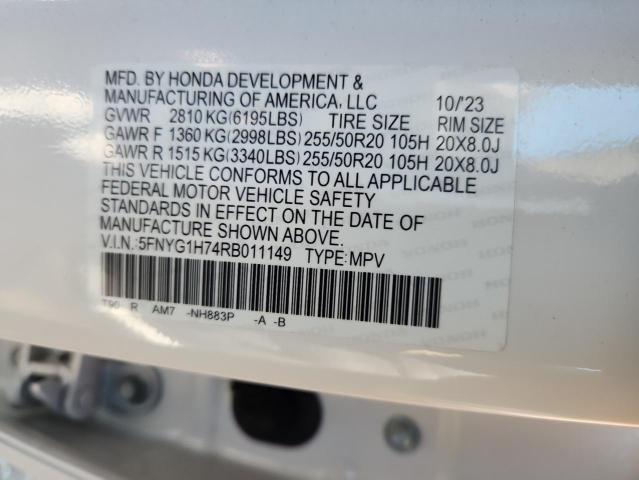 MFD. BY HONDA DEVELOPMENT &
MANUFACTURING OF AMERICA, LLC 10/'23
GVWR 2810 KG(6195LBS) TIRE SIZE RIM SIZE
GAWR F 1360 KG(2998LBS) 255/50R20 105H 20X8.0J
GAWR R 1515 KG(3340LBS) 255/50R20 105H 20X8.0J
THIS VEHICLE CONFORMS TO ALL APPLICABLE
FEDERAL MOTOR VEHICLE SAFETY
STANDARDS IN EFFECT ON THE DATE OF
MANUFACTURE SHOWN ABOVE.
V.I.N.:5FNYG1H74RB011149 TYPE:MPV
T90 R AM7 -NH883P -A -B